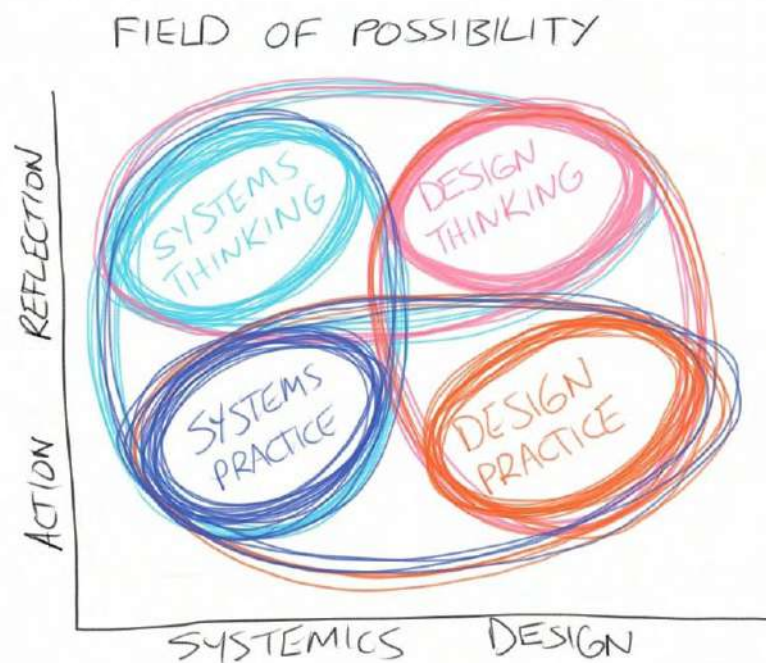 FIELD OF POSSIBILITY
REFLECTION
ACTION
SYSTEMS
THINKING
DESIGN
THINKING
SYSTEMS
PRACTICE
DESIGN
PRACTICE
SYSTEMICS DESIGN